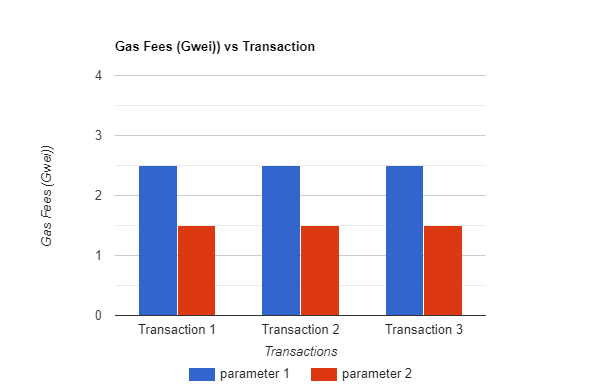 Gas Fees (Gwei)) vs Transaction
4
3
2
1
0
Gas Fees (Gwei))
Transaction 1
Transaction 2
Transaction 3
Transactions
parameter 1
parameter 2